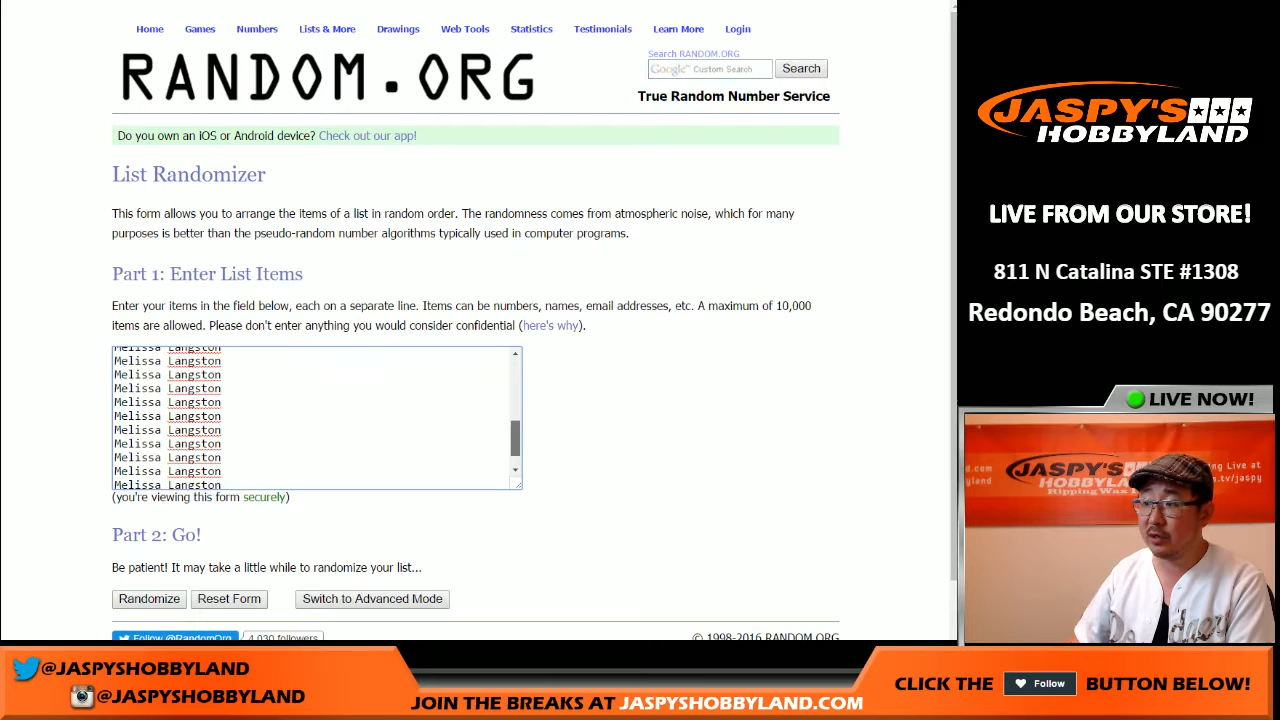 Home Games Numbers Lists & More Drawings Web Tools Statistics Testimonials Learn More Login
RANDOM.ORG
Search RANDOM.ORG
Google™ Custom Search Search
True Random Number Service
Do you own an iOS or Android device? Check out our app!
List Randomizer
This form allows you to arrange the items of a list in random order. The randomness comes from atmospheric noise, which for many
purposes is better than the pseudo-random number algorithms typically used in computer programs.
Part 1: Enter List Items
Enter your items in the field below, each on a separate line. Items can be numbers, names, email addresses, etc. A maximum of 10,000
items are allowed. Please don't enter anything you would consider confidential (here's why).
Melissa Langston
Melissa Langston
Melissa Langston
Melissa Langston
Melissa Langston
Melissa Langston
Melissa Langston
Melissa Langston
Melissa Langston
Melissa Langston
Melissa Langston
(you're viewing this form securely)
Part 2: Go!
Be patient! It may take a little while to randomize your list...
Randomize Reset Form Switch to Advanced Mode
Follow @RandomOrg 4,030 followers
© 1998-2016 RANDOM.ORG
JASPY'S
HOBBYLAND
LIVE FROM OUR STORE!
811 N Catalina STE #1308
Redondo Beach, CA 90277
LIVE NOW!
JASPY'S
HOBBYLAND
Ripping Wax
d.com
yland
ing Live at
n.tv/jaspy
@JASPYSHOBBYLAND
@JASPYSHOBBYLAND
JOIN THE BREAKS AT JASPYSHOBBYLAND.COM
CLICK THE Follow BUTTON BELOW!